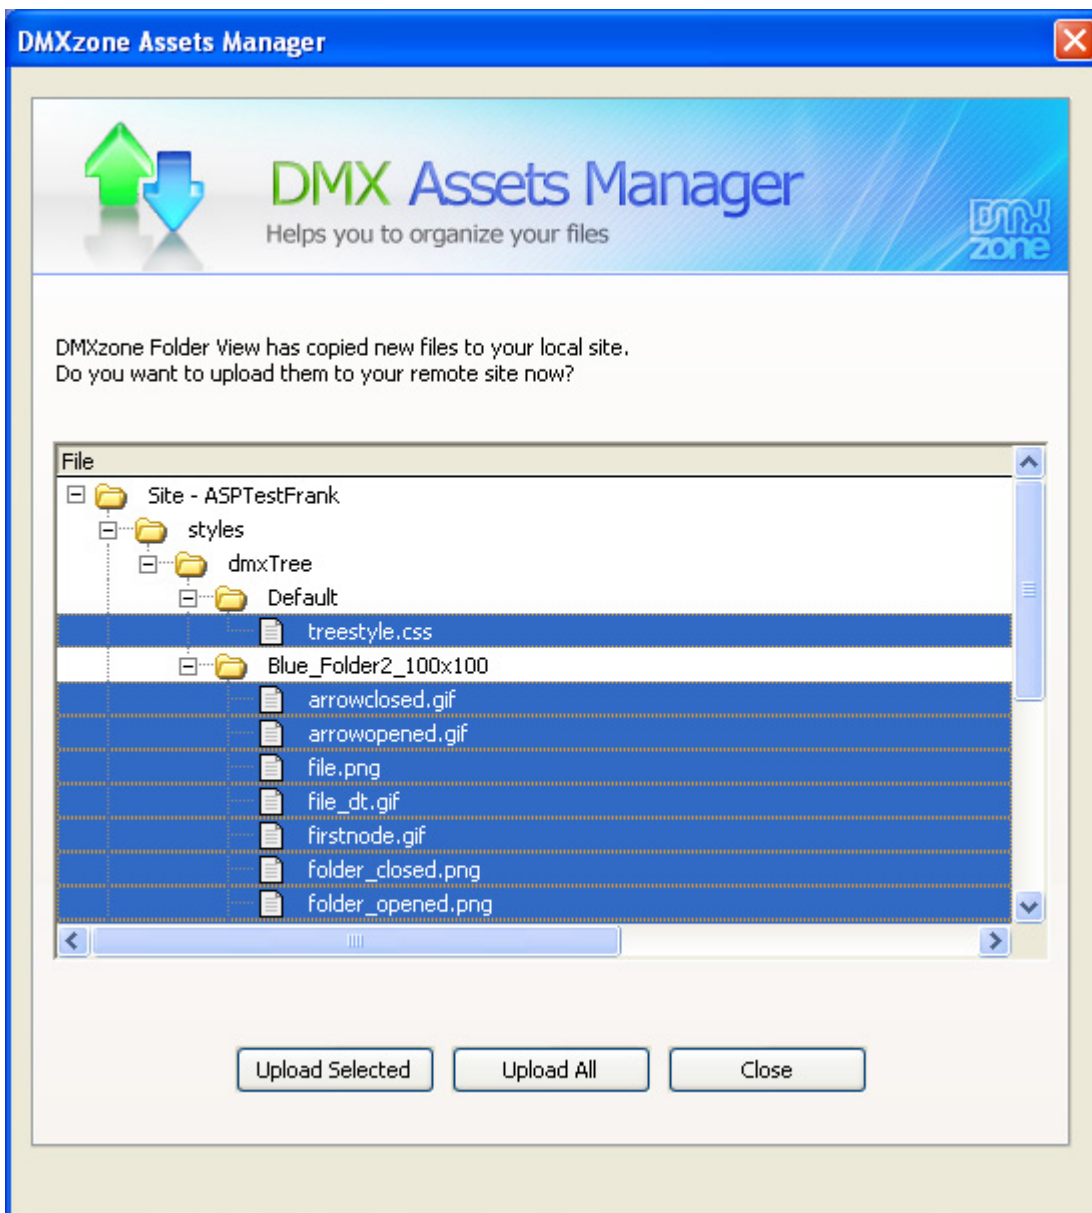 DMXzone Assets Manager
DMX Assets Manager
Helps you to organize your files
DMX
zone
DMXzone Folder View has copied new files to your local site.
Do you want to upload them to your remote site now?
File
Site - ASPTestFrank
styles
dmxTree
Default
treestyle.css
Blue_Folder2_100x100
arrowclosed.gif
arrowopened.gif
file.png
file_dt.gif
firstnode.gif
folder_closed.png
folder_opened.png
Upload Selected
Upload All
Close